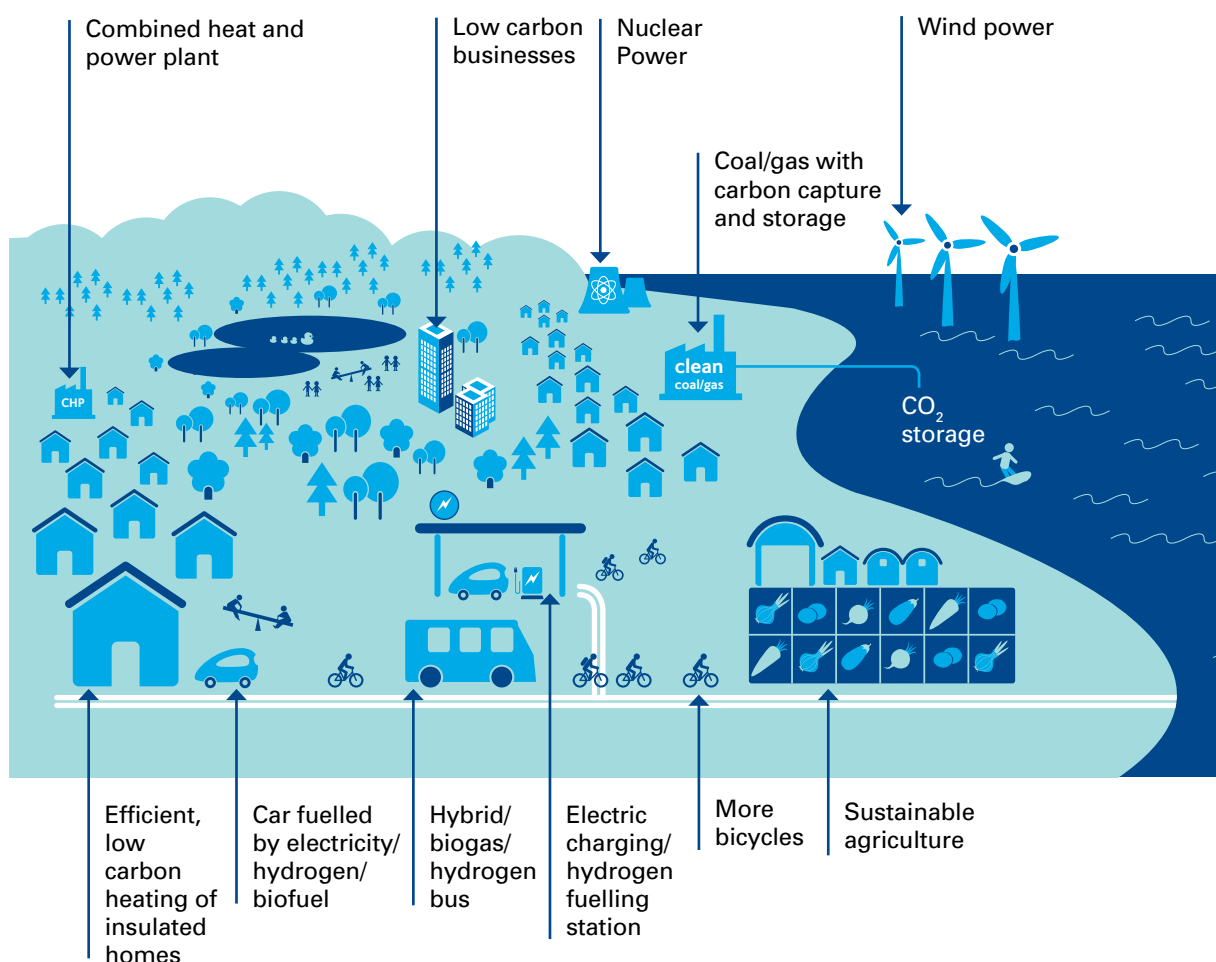 Combined heat and
power plant
Low carbon
businesses
Nuclear
Power
Wind power
Coal/gas with
carbon capture
and storage
clean
coal/gas
CHP
CO₂
storage
Efficient,
low
carbon
heating of
insulated
homes
Car fuelled
by electricity/
hydrogen/
biofuel
Hybrid/
biogas/
hydrogen
bus
Electric
charging/
hydrogen
fuelling
station
More
bicycles
Sustainable
agriculture